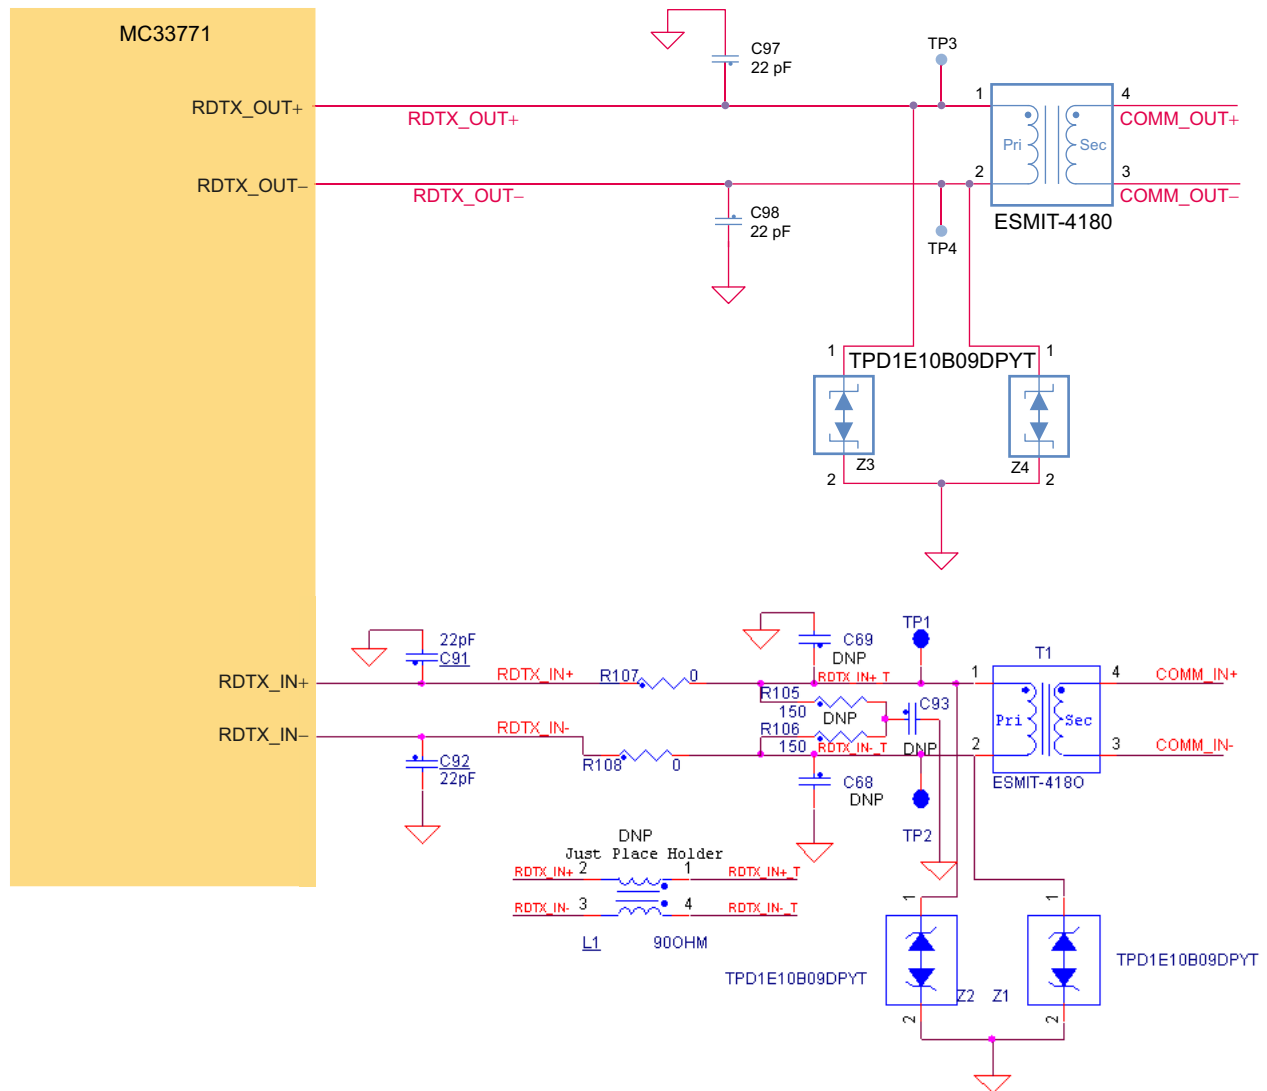 MC33771
C97
22 pF
TP3
RDTX_OUT+
RDTX_OUT+
1
4
COMM_OUT+
Pri
Sec
RDTX_OUT−
RDTX_OUT−
2
3
COMM_OUT−
C98
22 pF
TP4
ESMIT-4180
1
TPD1E10B09DPYT
1
Z3
Z4
2
2
22pF
C91
C69
DNP
TP1
T1
RDTX_IN+
RDTX_IN+
R107
0
RDTX_IN+_T
1
4
COMM_IN+
R105
150
DNP
C93
Pri
Sec
RDTX_IN−
RDTX_IN-
R106
150
RDTX_IN-_T
DNP
2
3
COMM_IN-
C92
22pF
R108
0
C68
DNP
ESMIT-4180
TP2
DNP
Just Place Holder
RDTX_IN+
2
1
RDTX_IN+_T
RDTX_IN-
3
4
RDTX_IN-_T
L1
90OHM
1
1
TPD1E10B09DPYT
TPD1E10B09DPYT
Z2
Z1
2
2